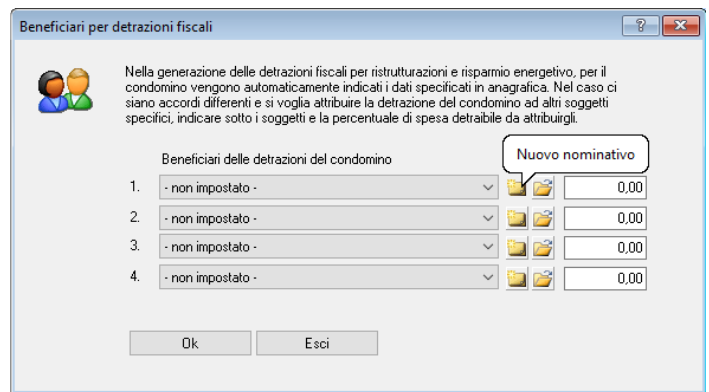 Beneficiari per detrazioni fiscali
Nella generazione delle detrazioni fiscali per ristrutturazioni e risparmio energetivo, per il
condomino vengono automaticamente indicati i dati specificati in anagrafica. Nel caso ci
siano accordi differenti e si voglia attribuire la detrazione del condomino ad altri soggetti
specifici, indicare sotto i soggetti e la percentuale di spesa detraibile da attribuirgli.
Beneficiari delle detrazioni del condomino
Nuovo nominativo
1. - non impostato - 0,00
2. - non impostato - 0,00
3. - non impostato - 0,00
4. - non impostato - 0,00
Ok Esci